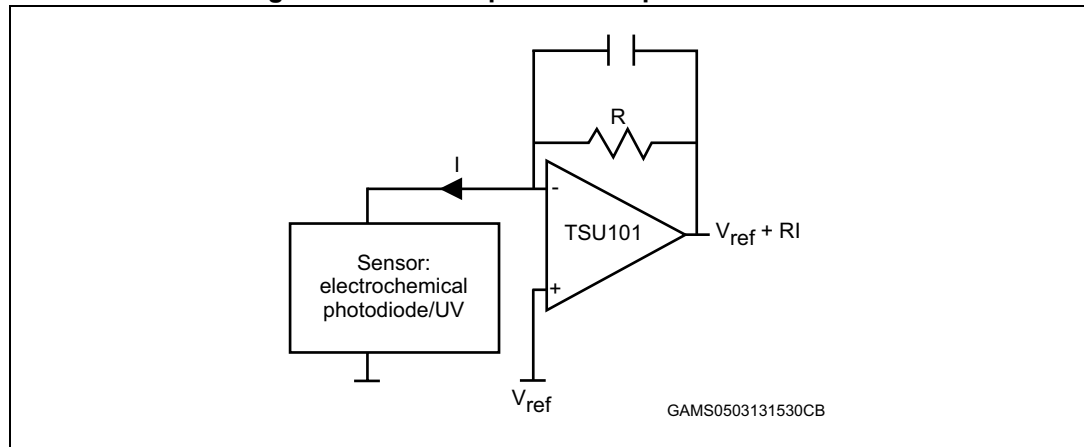 R
I
-
TSU101
Vref + RI
Sensor:
electrochemical
photodiode/UV
+
Vref
GAMS0503131530CB